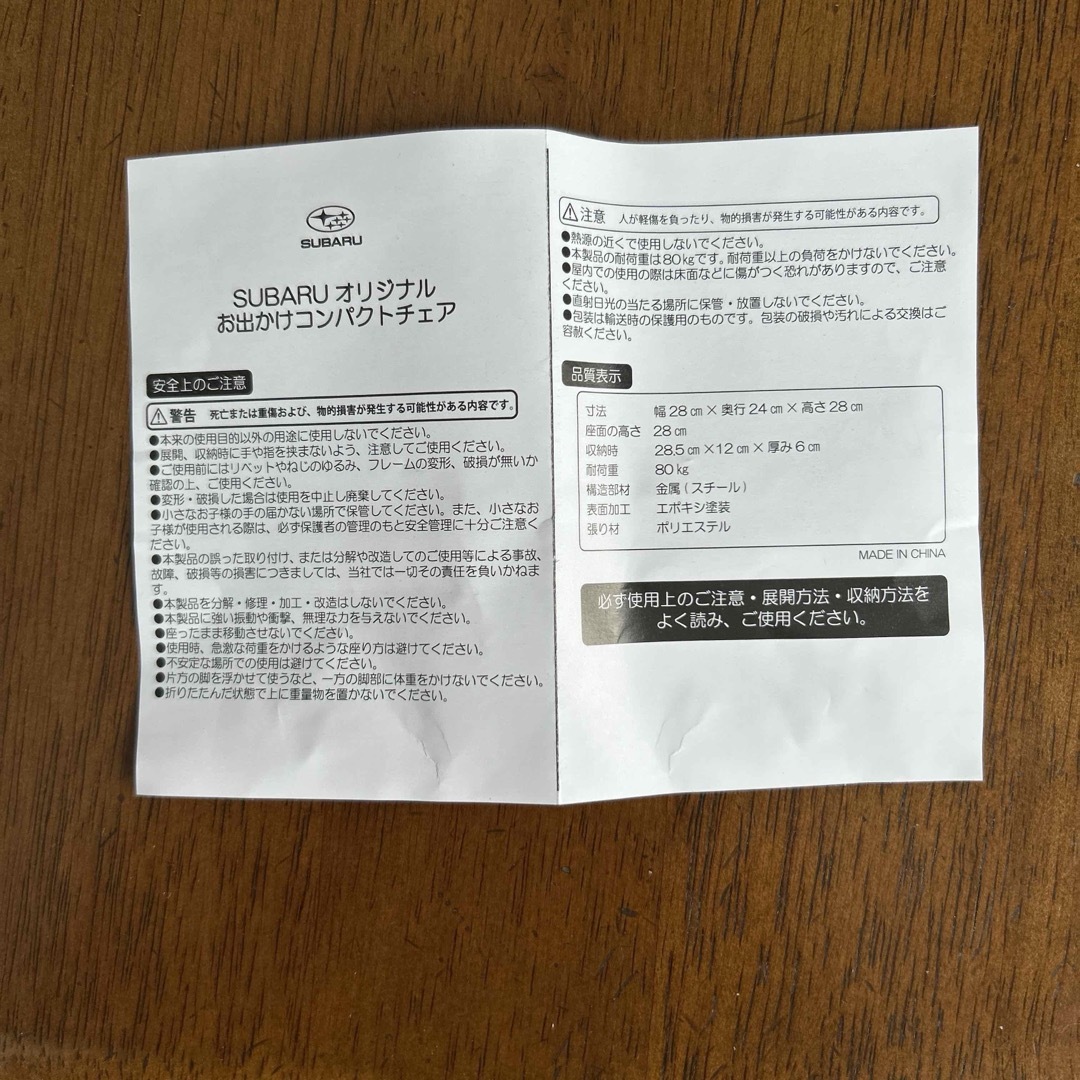 SUBARU
SUBARU オリジナル
お出かけコンパクトチェア
安全上のご注意
警告 死亡または重傷および、物的損害が発生する可能性がある内容です。
●本来の使用目的以外の用途に使用しないでください。
●展開、収納時に手や指を挟まないよう、注意してご使用ください。
●ご使用前にはリベットやねじのゆるみ、フレームの変形、破損が無いか
確認の上、ご使用ください。
●変形・破損した場合は使用を中止し廃棄してください。
●小さなお子様の手の届かない場所で保管してください。また、小さなお
子様が使用される際は、必ず保護者の管理のもと安全管理に十分ご注意く
ださい。
●本製品の誤った取り付け、または分解や改造してのご使用等による事故、
故障、破損等の損害につきましては、当社では一切その責任を負いかねま
す。
●本製品を分解・修理・加工・改造はしないでください。
●本製品に強い振動や衝撃、無理な力を与えないでください。
●座ったまま移動させないでください。
●使用時、急激な荷重をかけるような座り方は避けてください。
●不安定な場所での使用は避けてください。
●片方の脚を浮かせて使うなど、一方の脚部に体重をかけないでください。
●折りたたんだ状態で上に重量物を置かないでください。
注意 人が軽傷を負ったり、物的損害が発生する可能性がある内容です。
●熱源の近くで使用しないでください。
●本製品の耐荷重は80kgです。耐荷重以上の負荷をかけないでください。
●屋内での使用の際は床面などに傷がつく恐れがありますので、ご注意
ください。
●直射日光の当たる場所に保管・放置しないでください。
●包装は輸送時の保護用のものです。包装の破損や汚れによる交換はご
容赦ください。
品質表示
寸法 幅28cm×奥行24cm×高さ28cm
座面の高さ 28cm
収納時 28.5cm×12cm×厚み6cm
耐荷重 80kg
構造部材 金属(スチール)
表面加工 エポキシ塗装
張り材 ポリエステル
MADE IN CHINA
必ず使用上のご注意・展開方法・収納方法を
よく読み、ご使用ください。